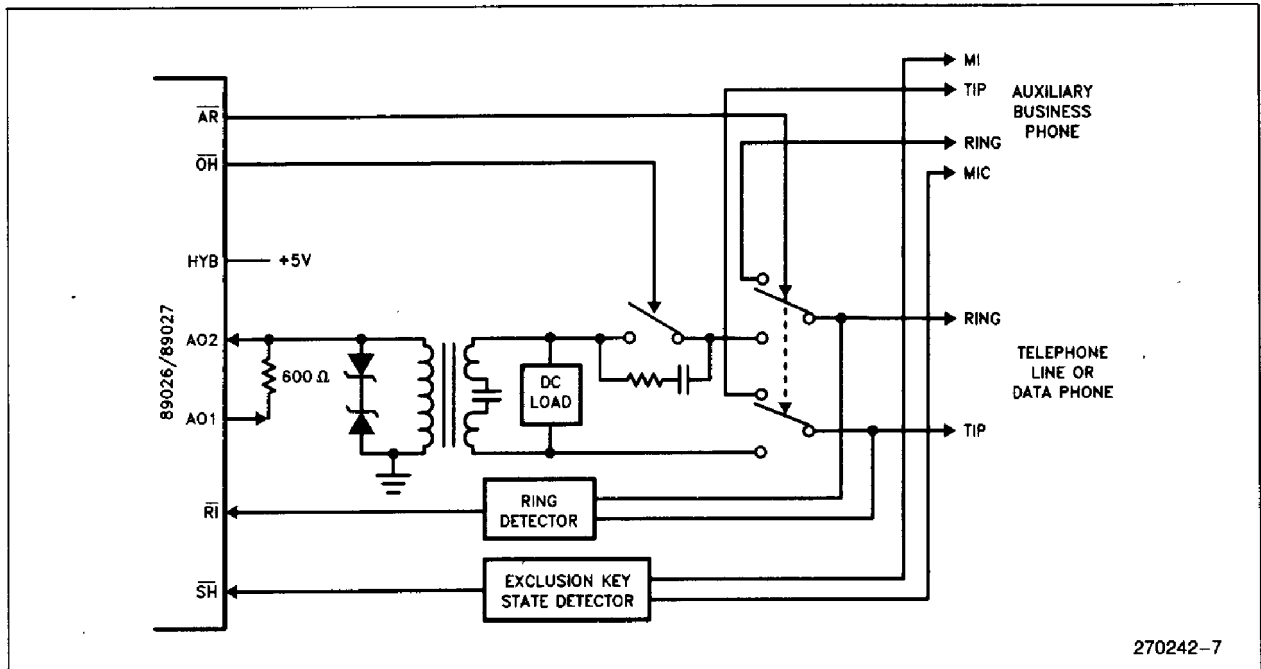 AR
OH
HYB
+5V
AO2
600 Ω
AO1
89026/89027
RI
SH
DC
LOAD
RING
DETECTOR
EXCLUSION KEY
STATE DETECTOR
MI
TIP
AUXILIARY
BUSINESS
PHONE
RING
MIC
RING
TELEPHONE
LINE OR
DATA PHONE
TIP
270242–7